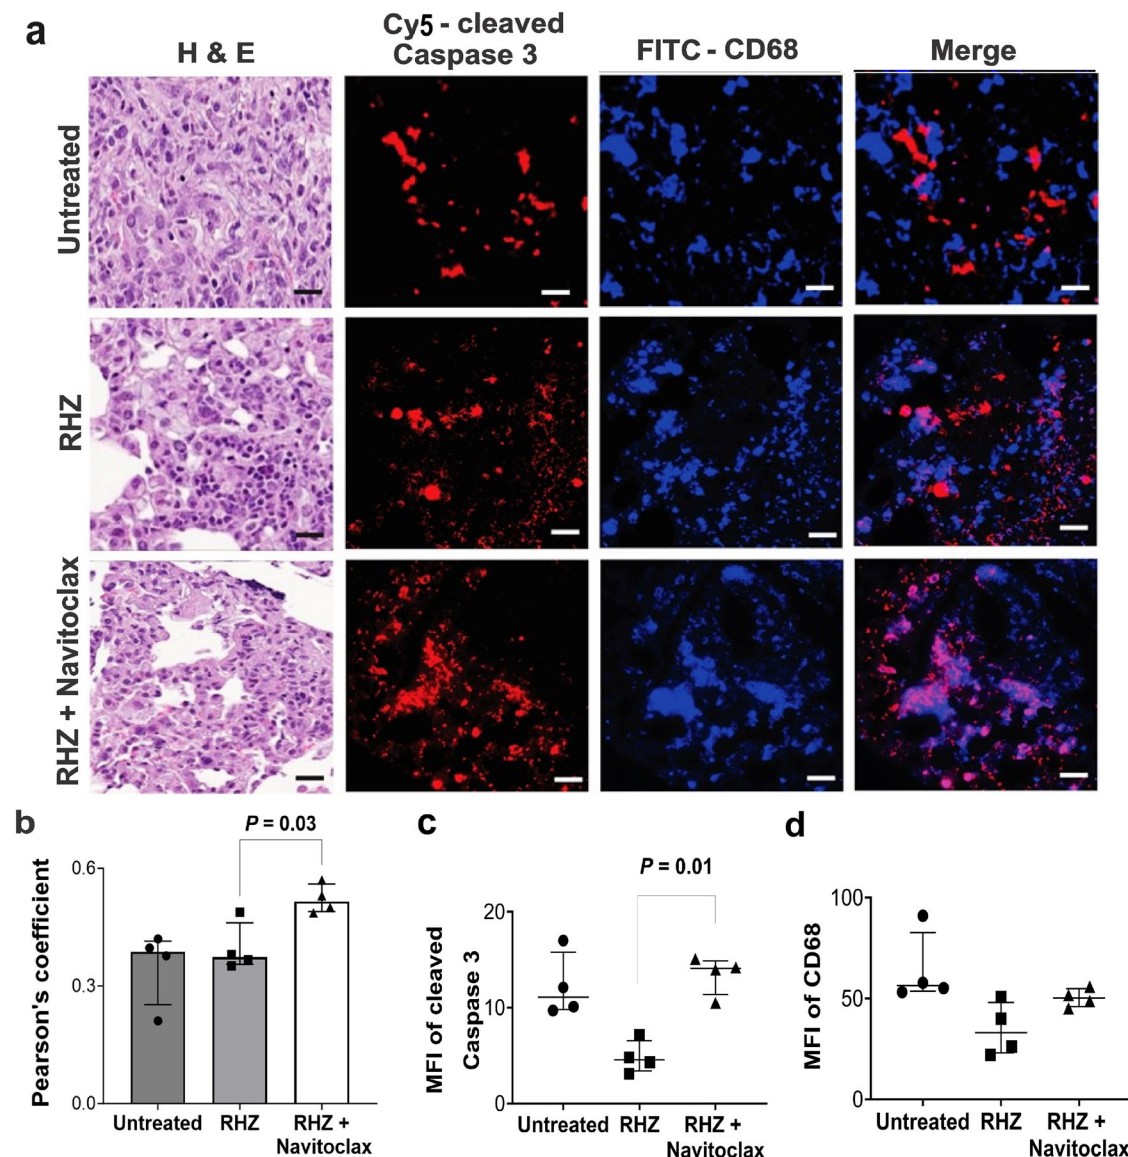 a
H & E
Cy5 - cleaved
Caspase 3
FITC - CD68
Merge
Untreated
RHZ
RHZ + Navitoclax
b
P = 0.03
Pearson's coefficient
0.6
0.3
0.0
Untreated
RHZ
RHZ +
Navitoclax
c
P = 0.01
MFI of cleaved
Caspase 3
20
10
0
Untreated
RHZ
RHZ +
Navitoclax
d
MFI of CD68
100
50
0
Untreated
RHZ
RHZ +
Navitoclax